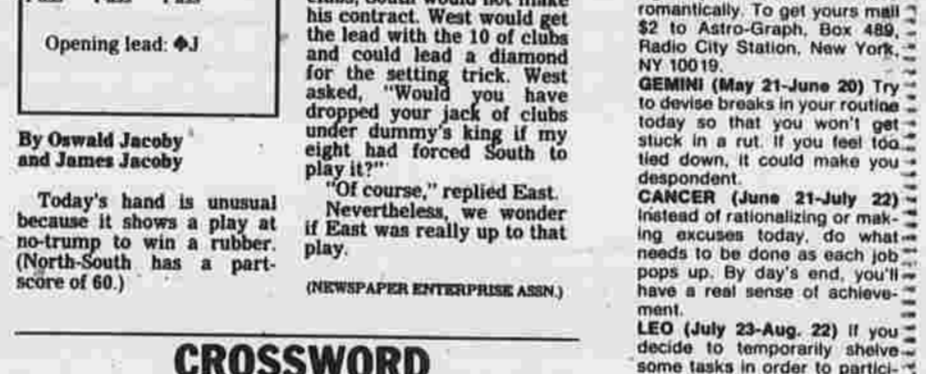 Opening lead: ♠J
By Oswald Jacoby
and James Jacoby
Today's hand is unusual
because it shows a play at
no-trump to win a rubber.
(North-South has a part-
score of 60.)
his contract. West would get
the lead with the 10 of clubs
and could lead a diamond
for the setting trick. West
asked, "Would you have
dropped your jack of clubs
under dummy's king if my
eight had forced South to
play it?"
"Of course," replied East.
Nevertheless, we wonder
if East was really up to that
play.
(NEWSPAPER ENTERPRISE ASSN.)
CROSSWORD
romantically. To get yours mail
$2 to Astro-Graph, Box 489,
Radio City Station, New York,
NY 10019.
GEMINI (May 21-June 20) Try
to devise breaks in your routine
today so that you won't get
stuck in a rut. If you feel too
tied down, it could make you
despondent.
CANCER (June 21-July 22)
Instead of rationalizing or mak-
ing excuses today, do what
needs to be done as each job
pops up. By day's end, you'll
have a real sense of achieve-
ment.
LEO (July 23-Aug. 22) If you
decide to temporarily shelve
some tasks in order to partici-